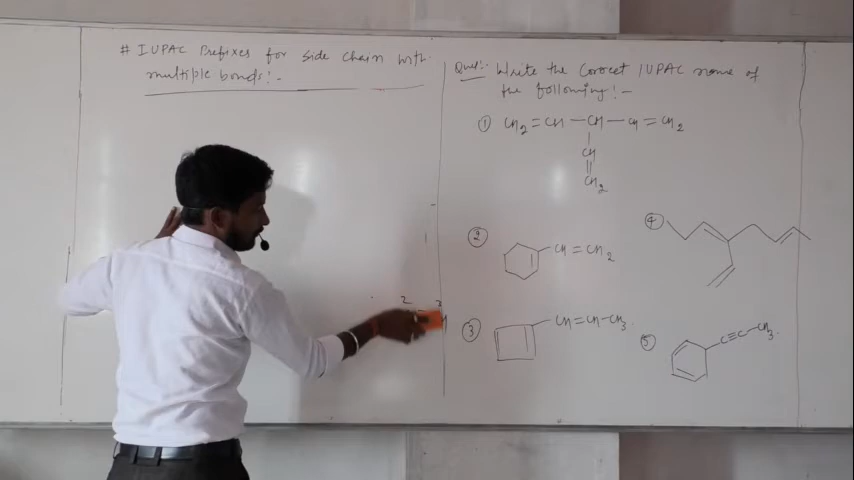 # IUPAC Prefixes for side chain with
multiple bonds:-
Ques:- Write the Correct IUPAC name of
the following:-
① CH2=CH—CH—CH=CH2
CH
||
CH2
② CH=CH2
④
③ CH=CH-CH3
⑤ C≡C-CH3
2 3